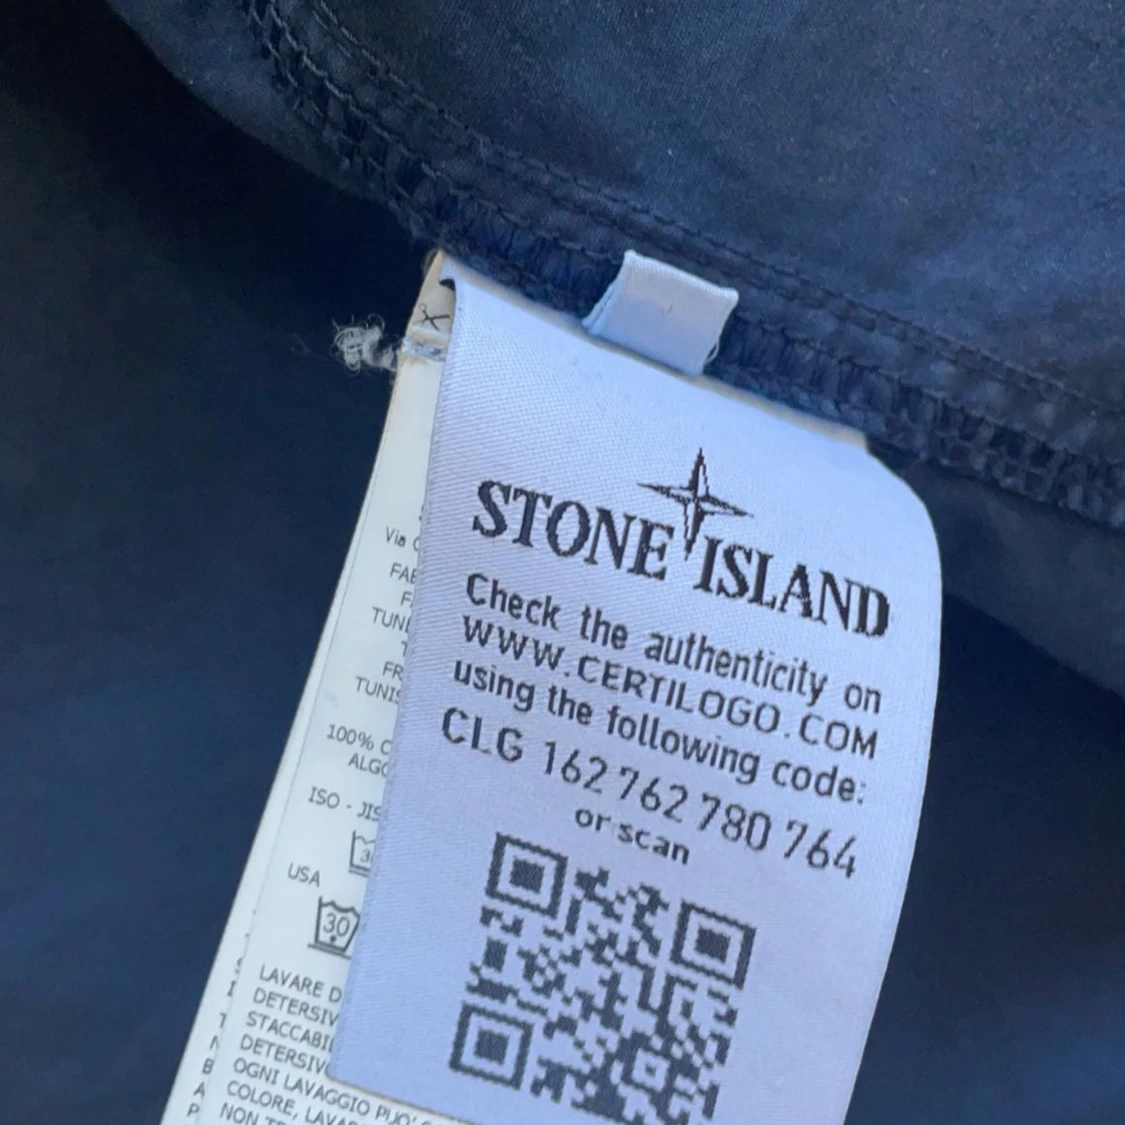 STONE ISLAND
Check the authenticity on
WWW.CERTILOGO.COM
using the following code:
CLG 162 762 780 764
or scan
Via
FAB
TUN
FR
TUNIS
100% C
ALGO
ISO - JIS
30
USA
30
LAVARE D
DETERSIV
STACCABI
DETERSIV
OGNI LAVAGGIO PUO'
COLORE, LAVA
NON